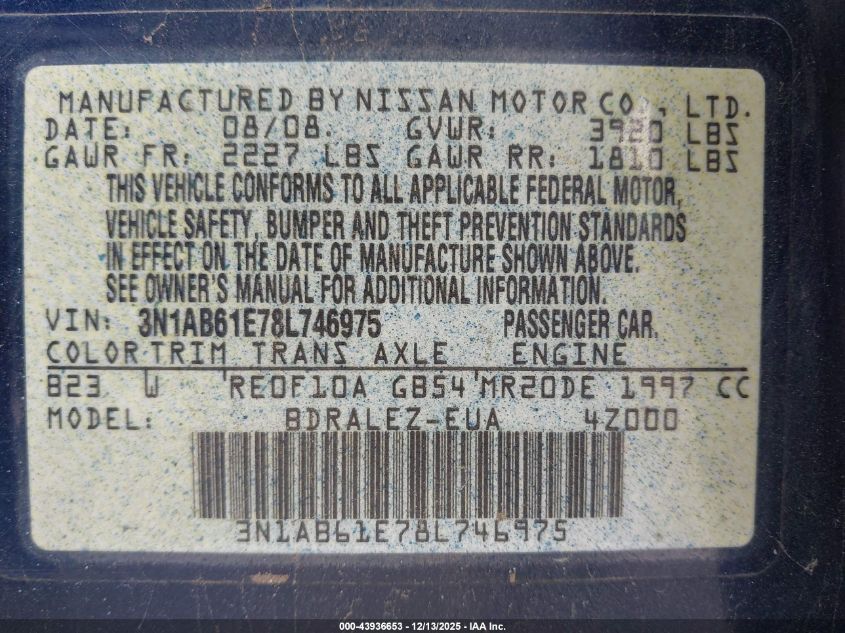 MANUFACTURED BY NISSAN MOTOR CO., LTD.
DATE: 08/08. GVWR: 3920 LBS
GAWR FR: 2227 LBS GAWR RR: 1810 LBS
THIS VEHICLE CONFORMS TO ALL APPLICABLE FEDERAL MOTOR,
VEHICLE SAFETY, BUMPER AND THEFT PREVENTION STANDARDS
IN EFFECT ON THE DATE OF MANUFACTURE SHOWN ABOVE.
SEE OWNER'S MANUAL FOR ADDITIONAL INFORMATION.
VIN: 3N1AB61E78L746975 PASSENGER CAR.
COLOR TRIM TRANS AXLE ENGINE
B23 W RE0F10A GB54 MR20DE 1997 CC
MODEL: BDRALEZ-EUA 4Z000
3N1AB61E78L746975
000-43936653 - 12/13/2025 - IAA Inc.